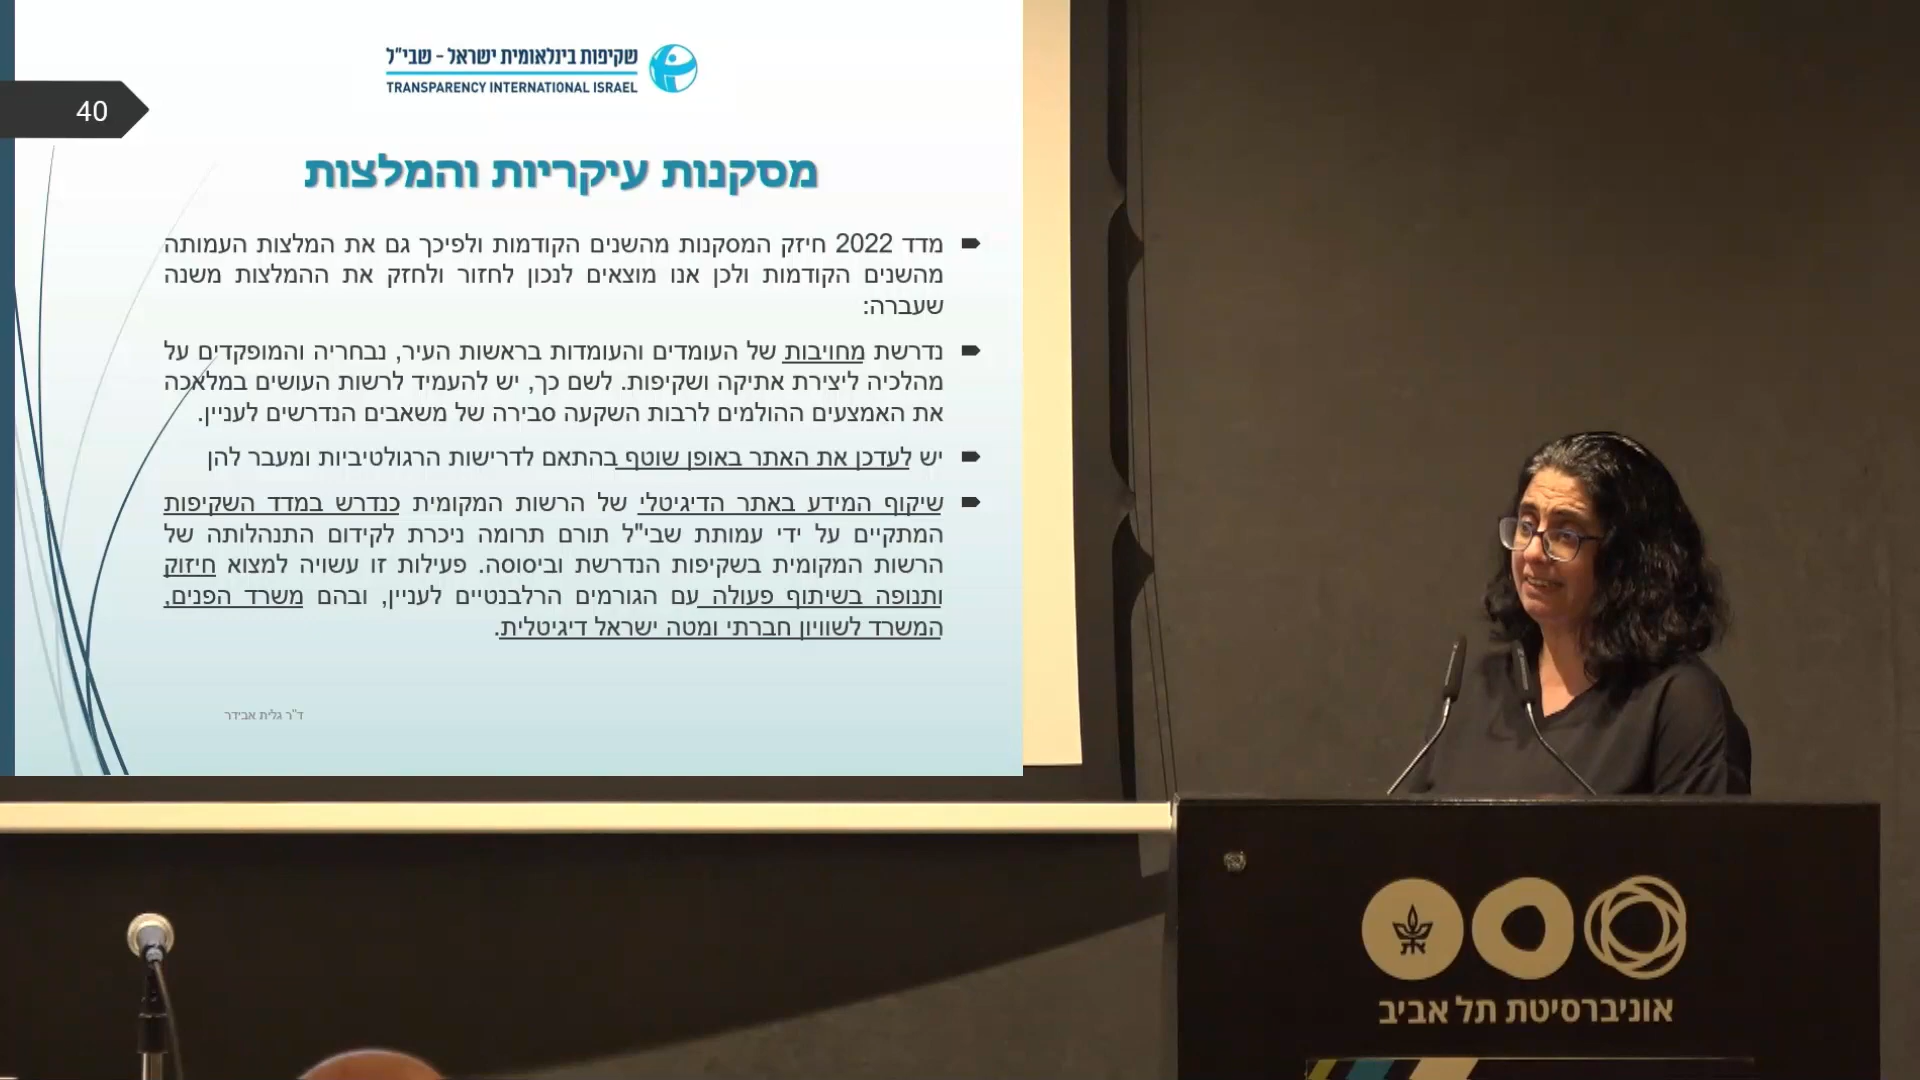 שקיפות בינלאומית ישראל - שבי"ל
TRANSPARENCY INTERNATIONAL ISRAEL
40
מסקנות עיקריות והמלצות
מדד 2022 חיזק המסקנות מהשנים הקודמות ולפיכך גם את המלצות העמותה
מהשנים הקודמות ולכן אנו מוצאים לנכון לחזור ולחזק את ההמלצות משנה
שעברה:
נדרשת מחויבות של העומדים והעומדות בראשות העיר, נבחריה והמופקדים על
מהלכיה ליצירת אתיקה ושקיפות. לשם כך, יש להעמיד לרשות העושים במלאכה
את האמצעים ההולמים לרבות השקעה סבירה של משאבים הנדרשים לעניין.
יש לעדכן את האתר באופן שוטף בהתאם לדרישות הרגולטיביות ומעבר להן
שיקוף המידע באתר הדיגיטלי של הרשות המקומית כנדרש במדד השקיפות
המתקיים על ידי עמותת שבי"ל תורם תרומה ניכרת לקידום התנהלותה של
הרשות המקומית בשקיפות הנדרשת וביסוסה. פעילות זו עשויה למצוא חיזוק
ותנופה בשיתוף פעולה עם הגורמים הרלבנטיים לעניין, ובהם משרד הפנים,
המשרד לשוויון חברתי ומטה ישראל דיגיטלית.
ד"ר גלית אבידר
אוניברסיטת תל אביב